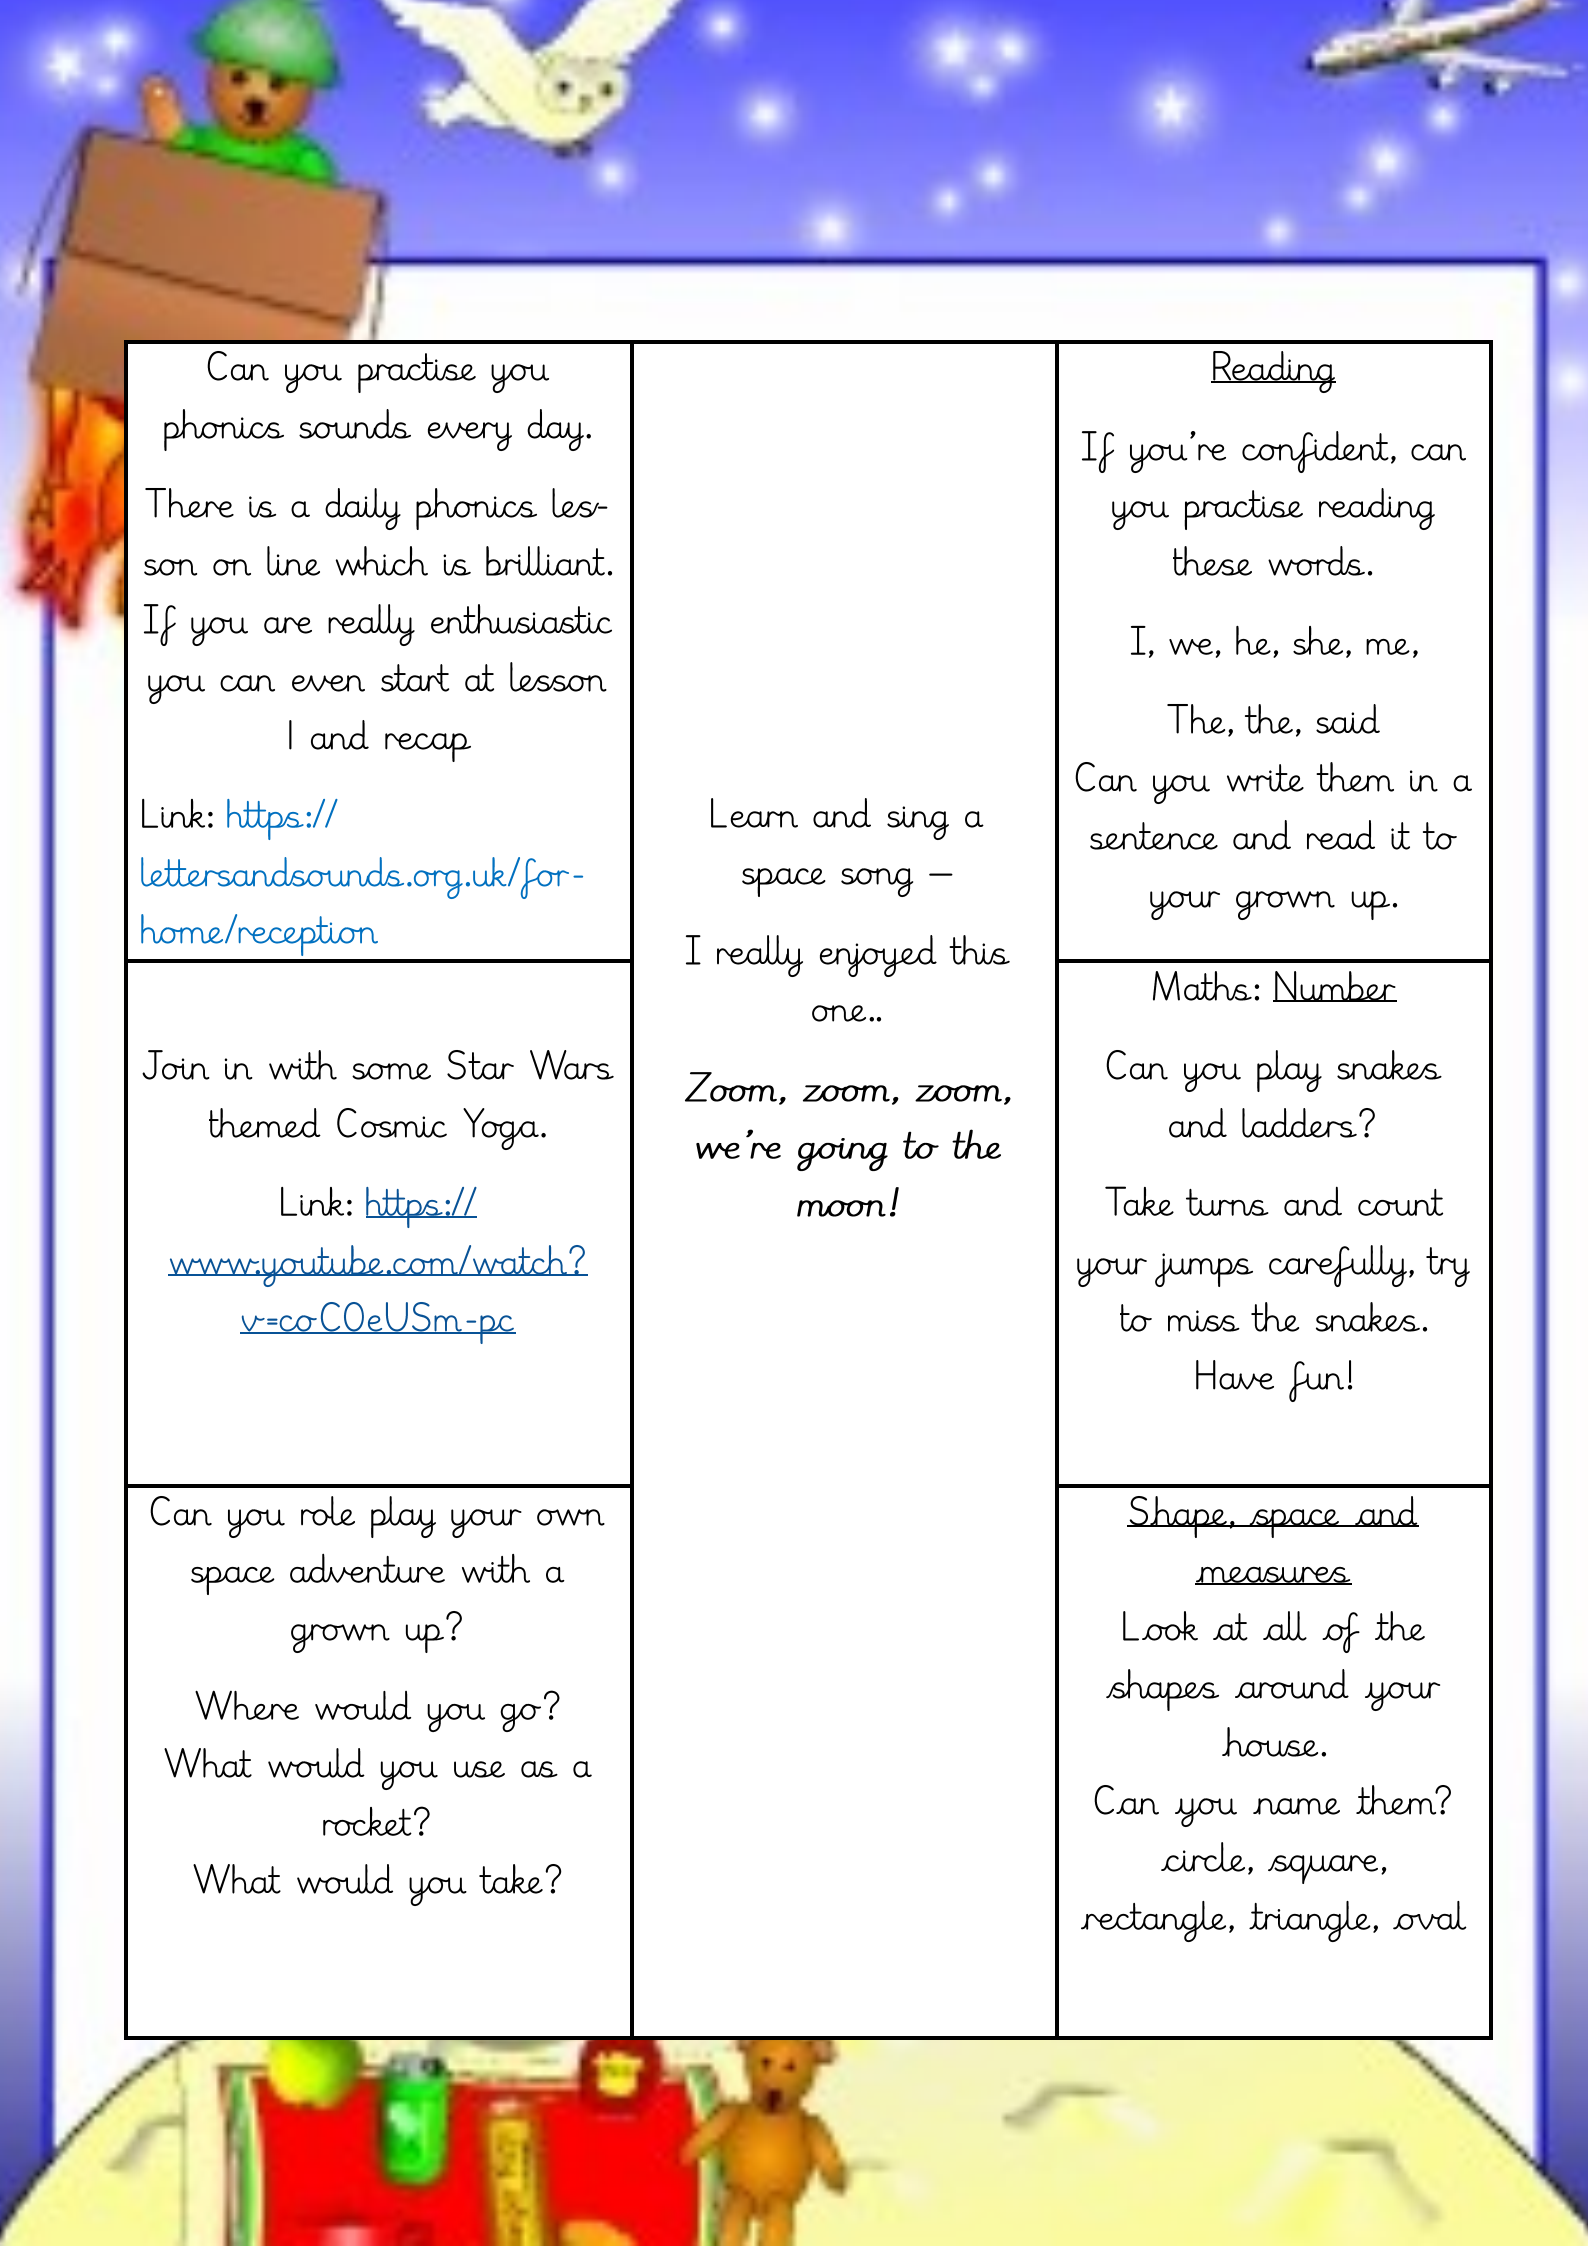 Can you practise you
phonics sounds every day.
There is a daily phonics les-
son on line which is brilliant.
If you are really enthusiastic
you can even start at lesson
1 and recap
Link: https://
lettersandsounds.org.uk/for-
home/reception
Join in with some Star Wars
themed Cosmic Yoga.
Link: https://
www.youtube.com/watch?
v=coC0eUSm-pc
Can you role play your own
space adventure with a
grown up?
Where would you go?
What would you use as a
rocket?
What would you take?
Learn and sing a
space song –
I really enjoyed this
one..
Zoom, zoom, zoom,
we're going to the
moon!
Reading
If you're confident, can
you practise reading
these words.
I, we, he, she, me,
The, the, said
Can you write them in a
sentence and read it to
your grown up.
Maths: Number
Can you play snakes
and ladders?
Take turns and count
your jumps carefully, try
to miss the snakes.
Have fun!
Shape, space and
measures
Look at all of the
shapes around your
house.
Can you name them?
circle, square,
rectangle, triangle, oval